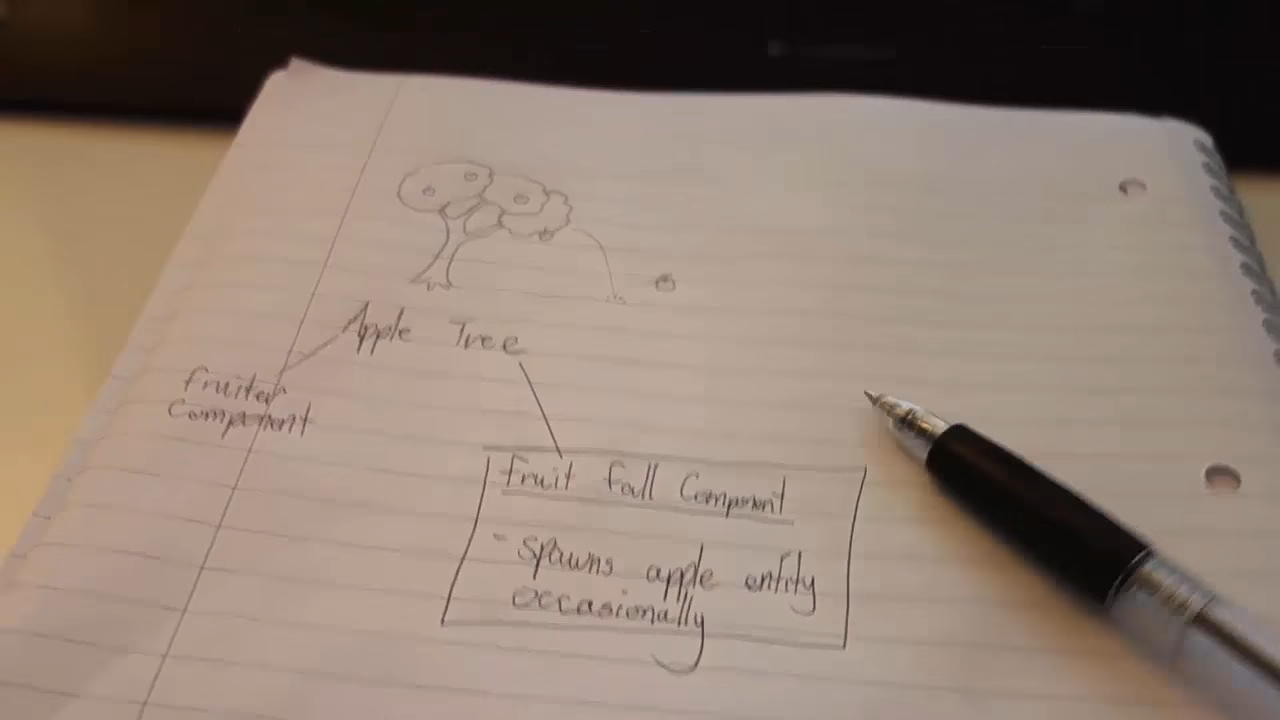 Apple Tree
fruiter
Component
Fruit Fall Component
- spawns apple entity
occasionally